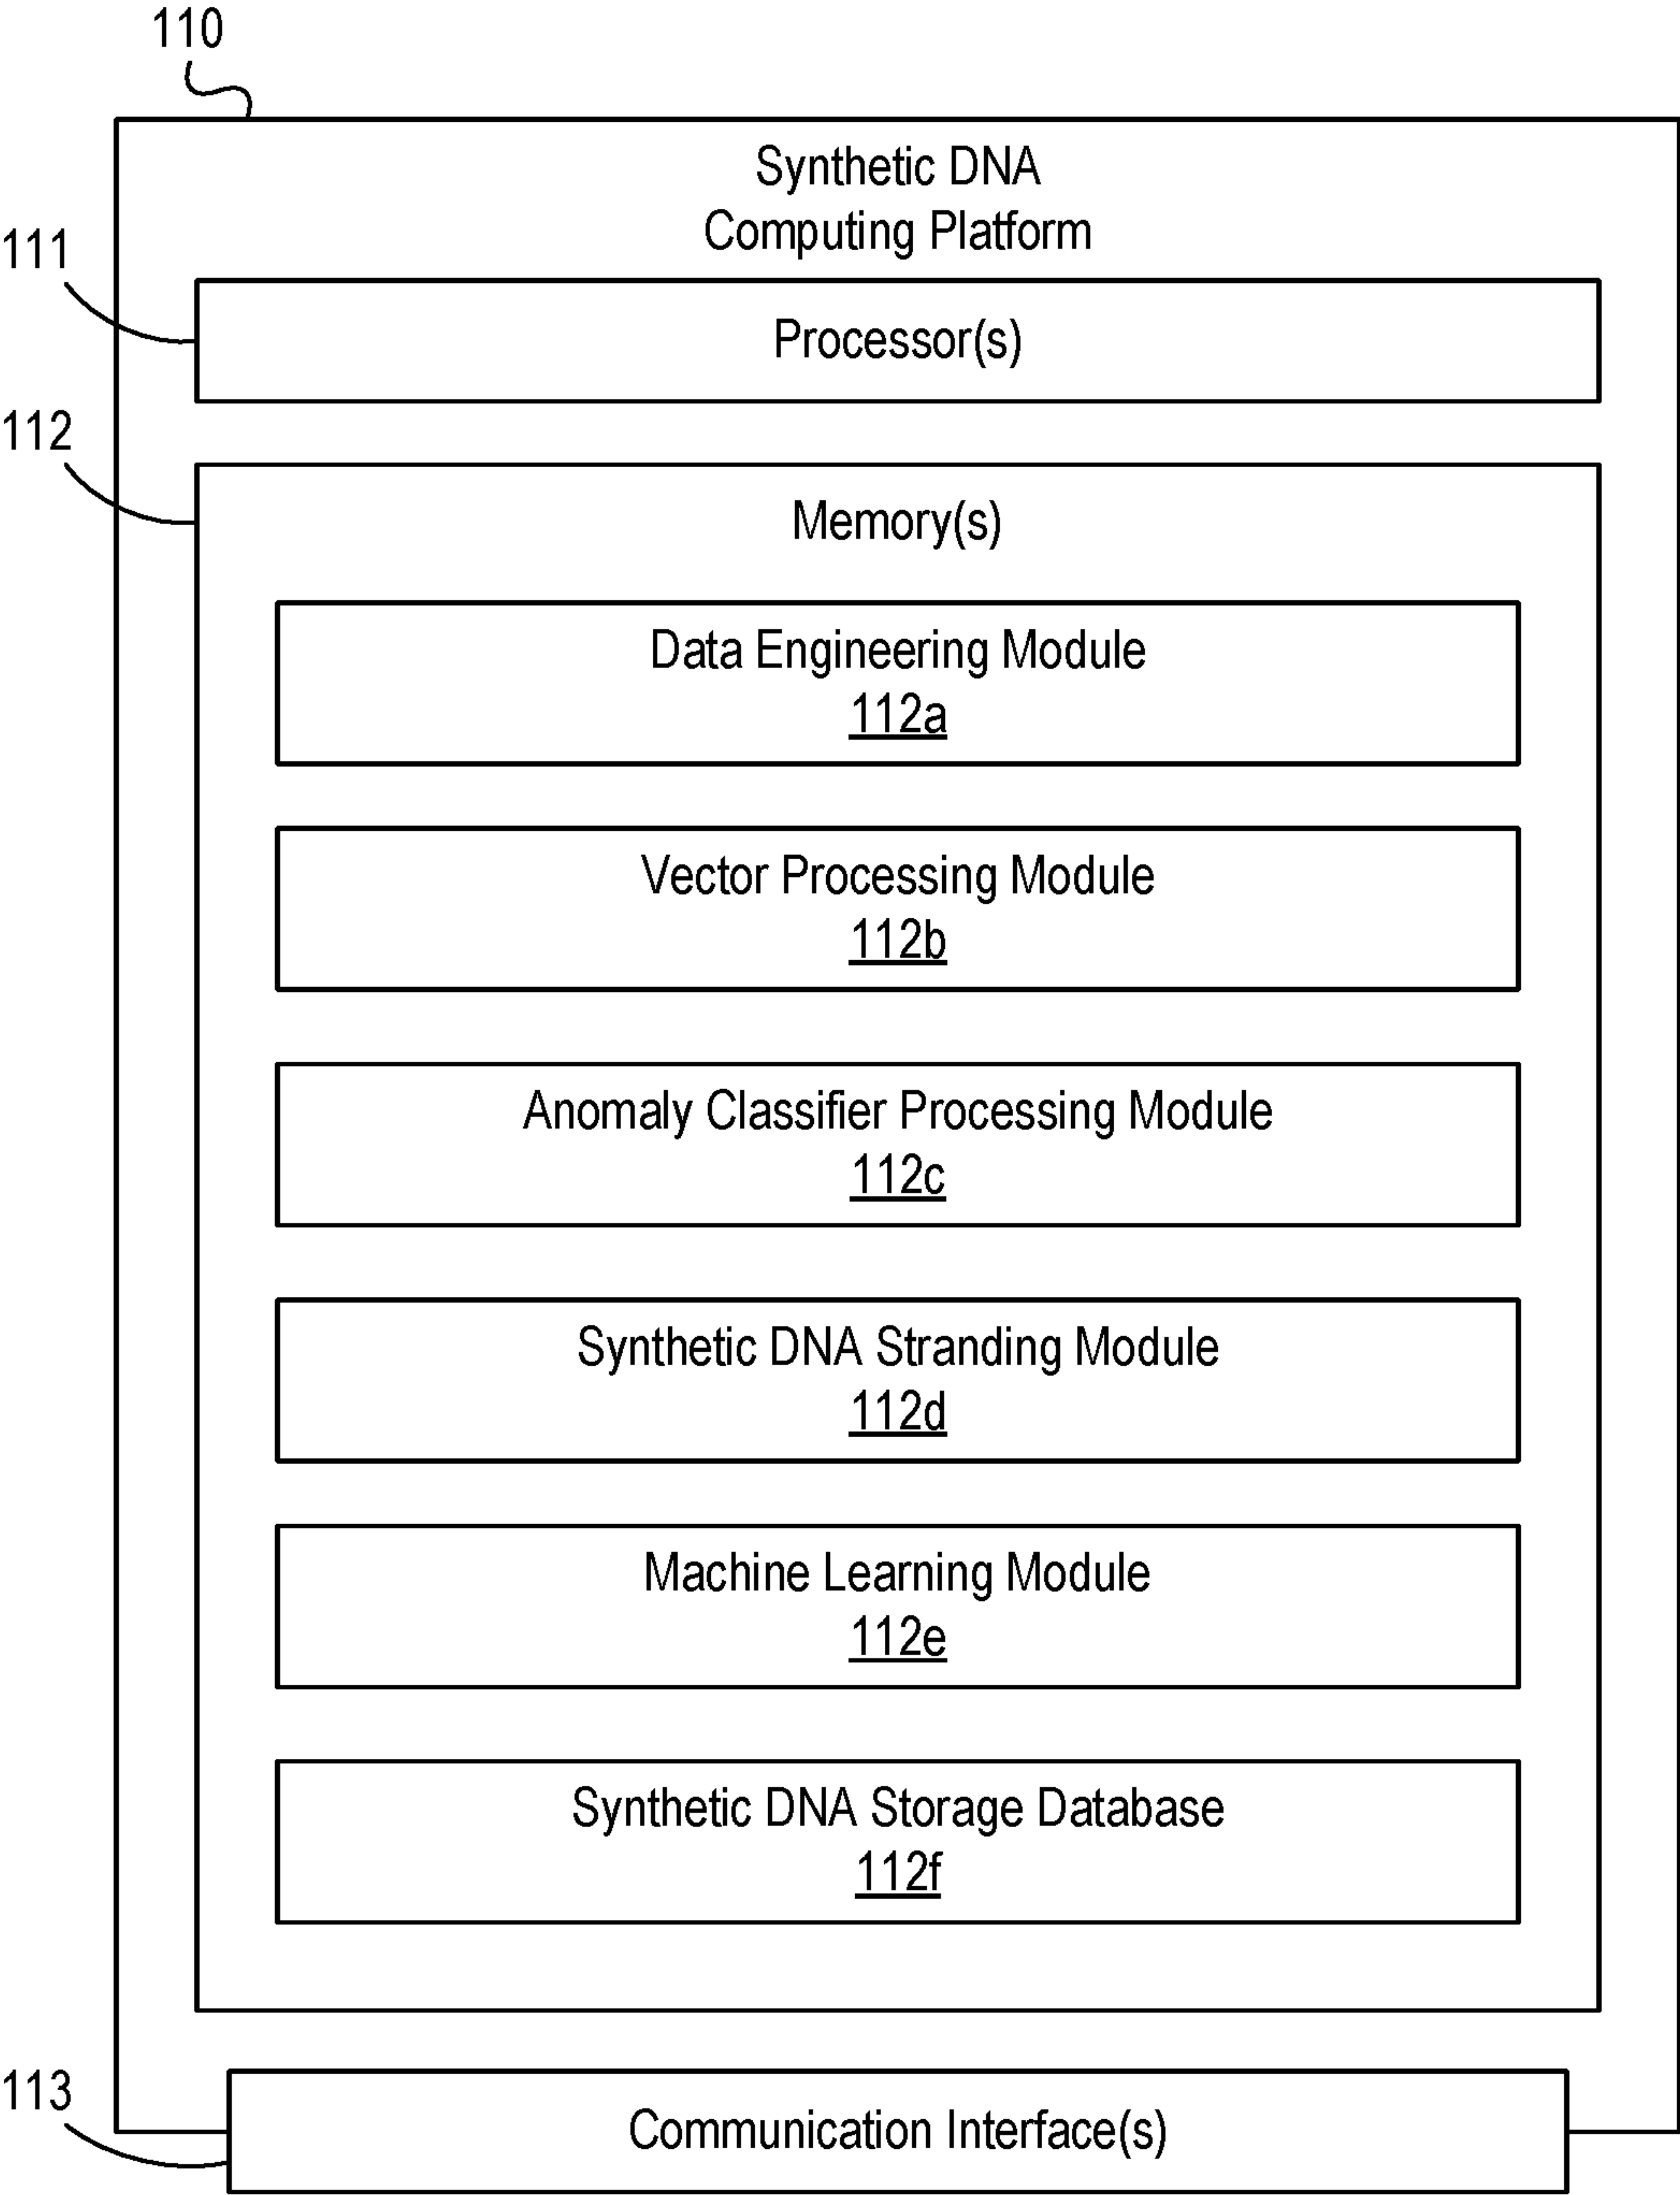 110
Synthetic DNA
Computing Platform
111
Processor(s)
112
Memory(s)
Data Engineering Module
112a
Vector Processing Module
112b
Anomaly Classifier Processing Module
112c
Synthetic DNA Stranding Module
112d
Machine Learning Module
112e
Synthetic DNA Storage Database
112f
113
Communication Interface(s)